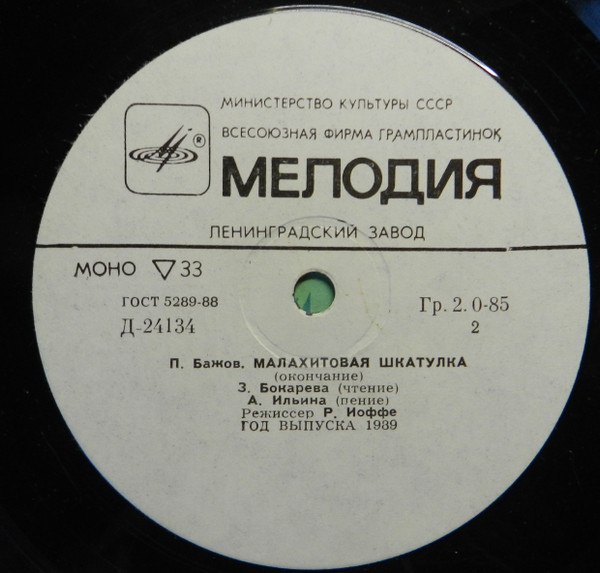 МИНИСТЕРСТВО КУЛЬТУРЫ СССР
ВСЕСОЮЗНАЯ ФИРМА ГРАМПЛАСТИНОК
®
МЕЛОДИЯ
ЛЕНИНГРАДСКИЙ ЗАВОД
МОНО ▽ 33
ГОСТ 5289-88
Д-24134
Гр. 2. 0-85
2
П. Бажов. МАЛАХИТОВАЯ ШКАТУЛКА
(окончание)
З. Бокарева (чтение)
А. Ильина (пение)
Режиссер Р. Иоффе
ГОД ВЫПУСКА 1989